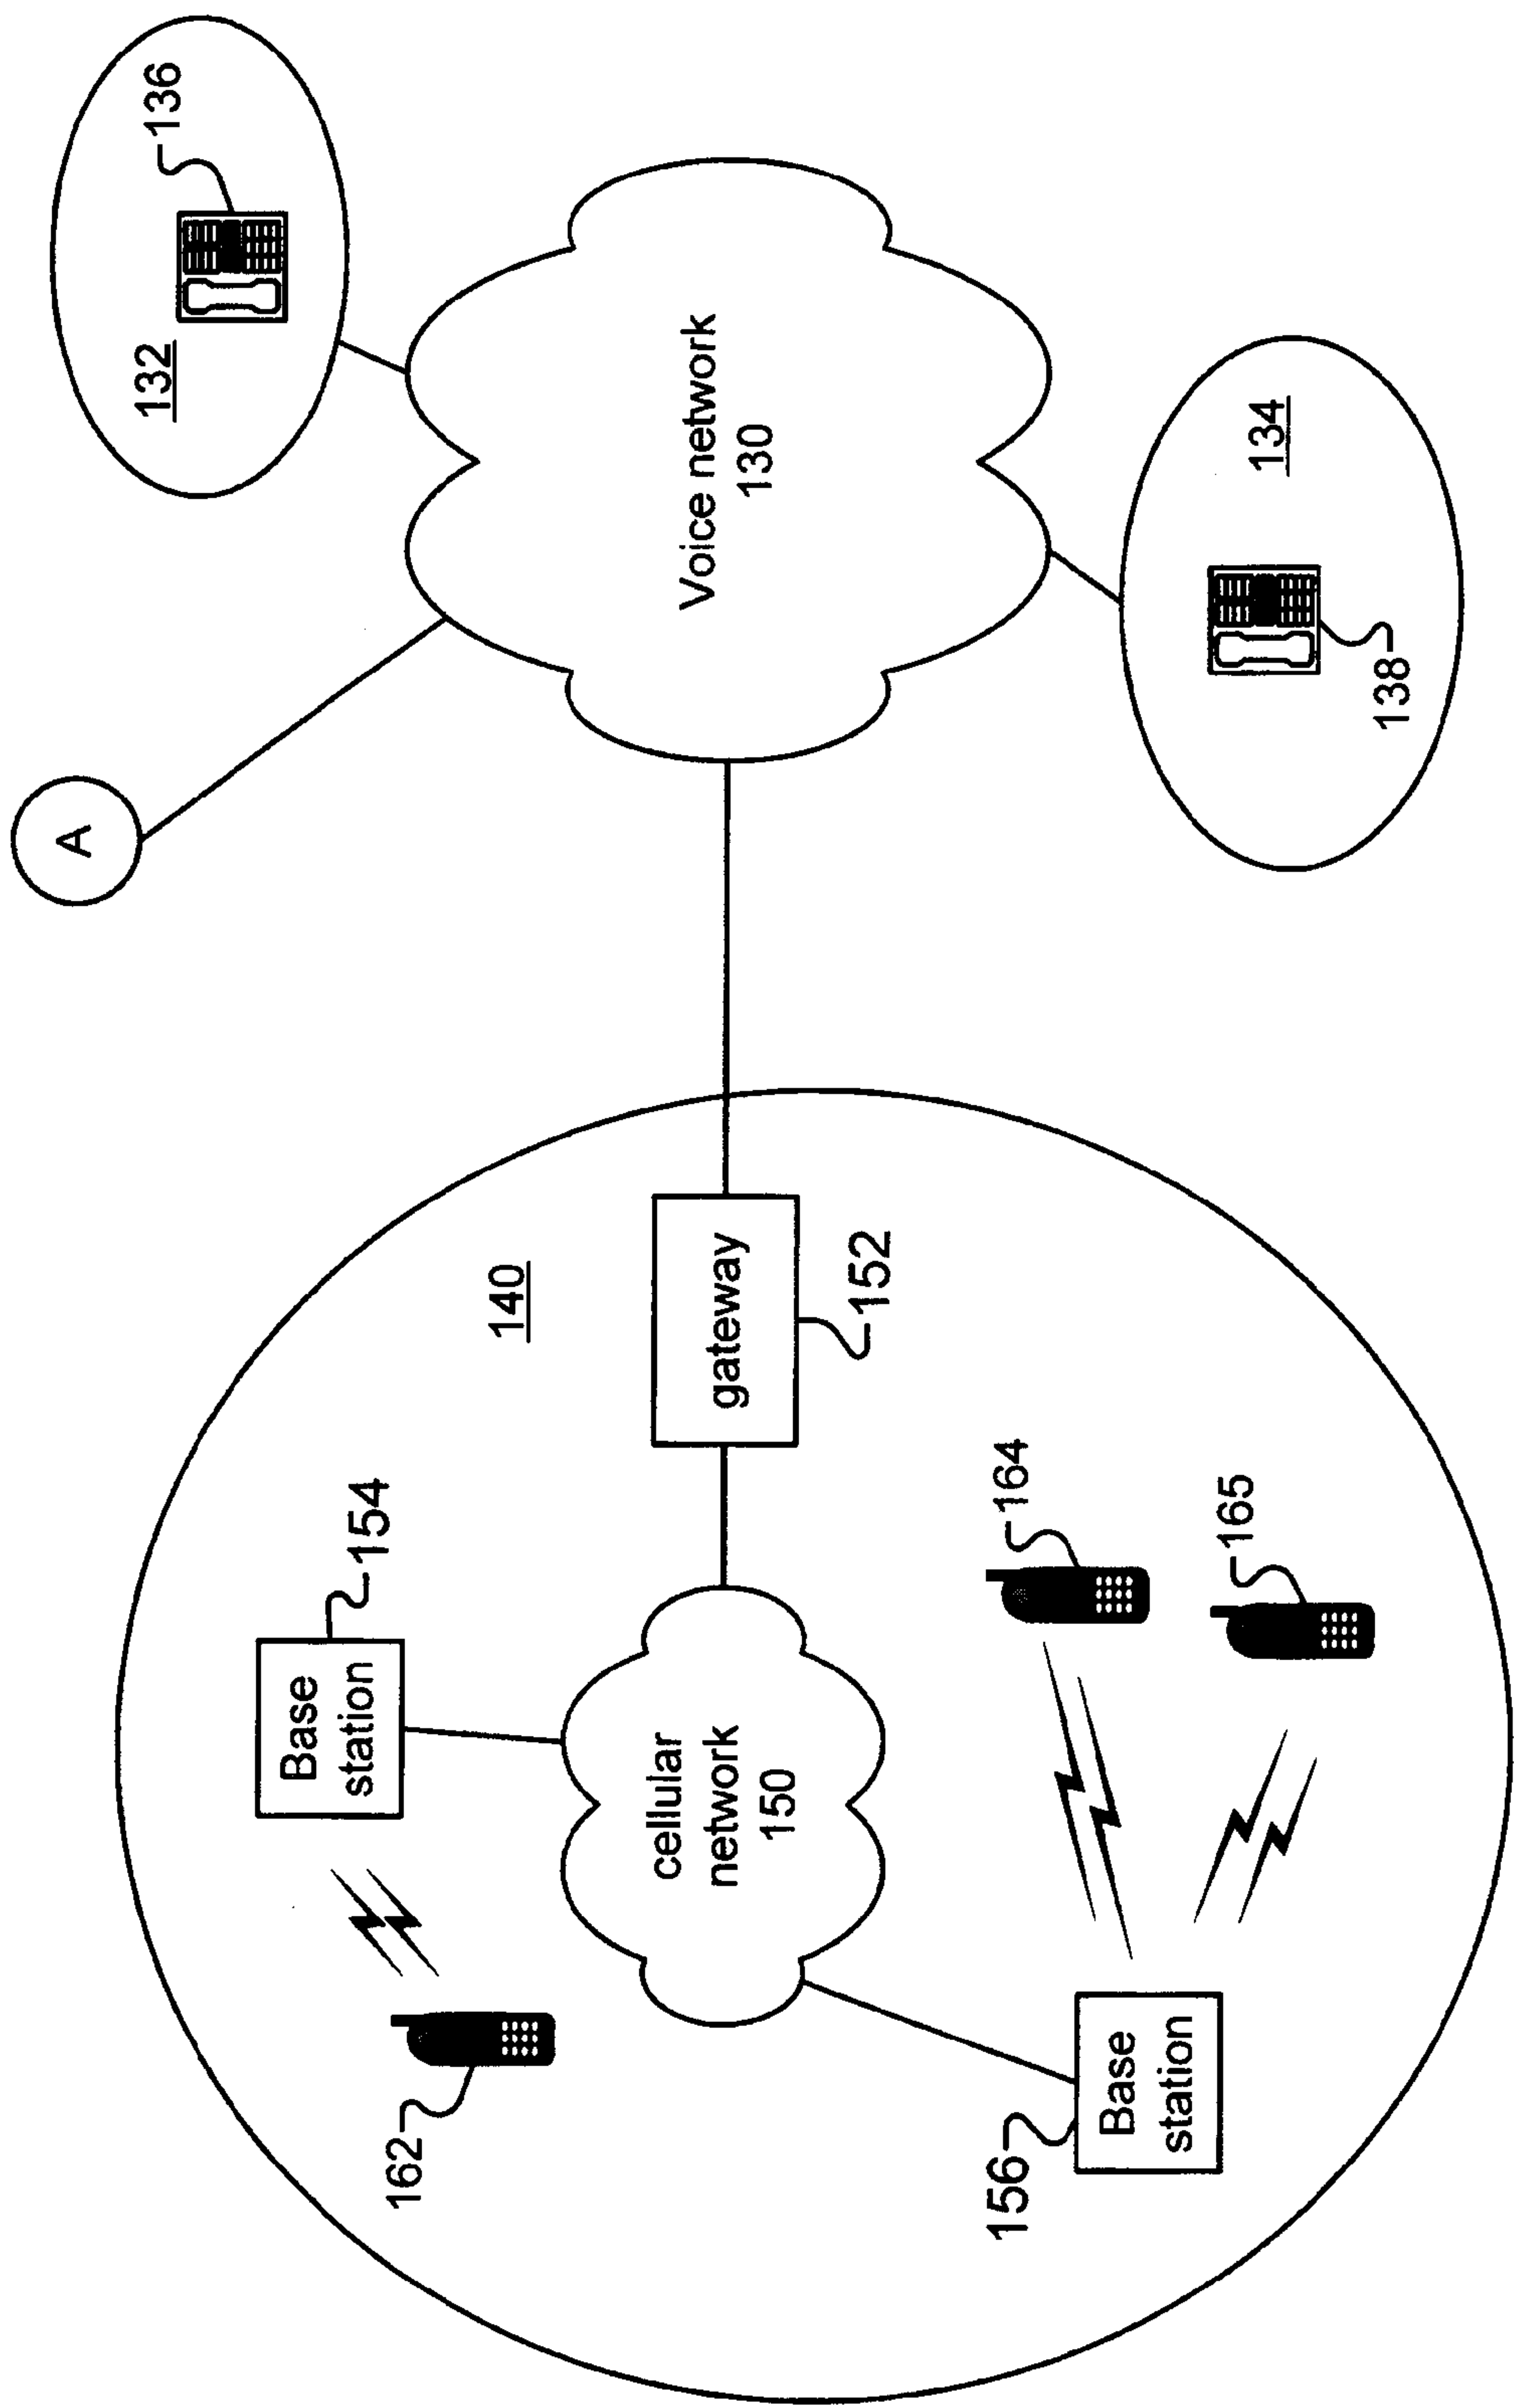 A
136
132
Voice network
130
134
138
140
gateway
152
Base
station
154
cellular
network
150
162
164
165
156
Base
station